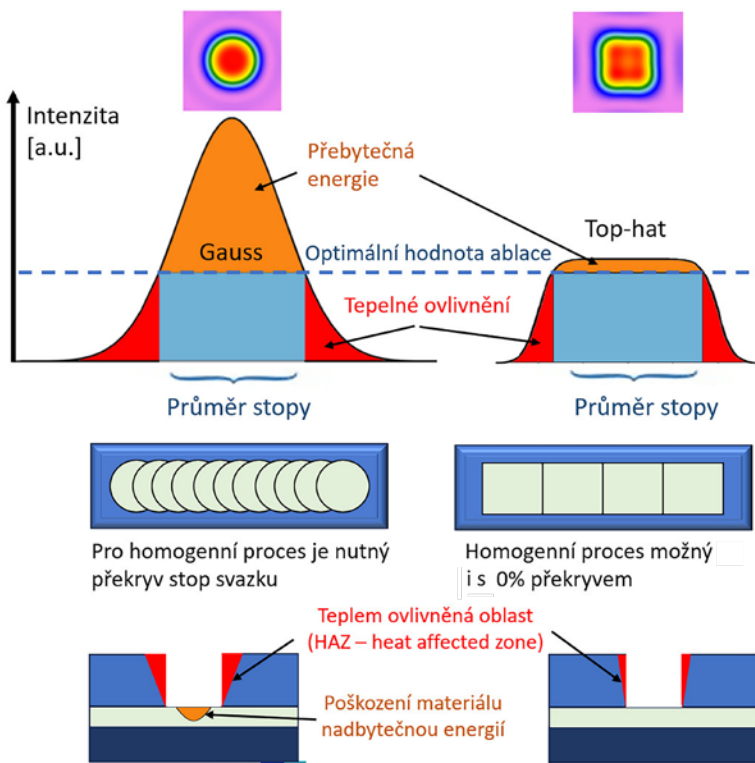 Intenzita
[a.u.]
Přebytečná
energie
Gauss
Optimální hodnota ablace
Top-hat
Tepelné ovlivnění
Průměr stopy
Průměr stopy
Pro homogenní proces je nutný
překryv stop svazku
Homogenní proces možný
i s 0% překryvem
Teplem ovlivněná oblast
(HAZ – heat affected zone)
Poškození materiálu
nadbytečnou energií